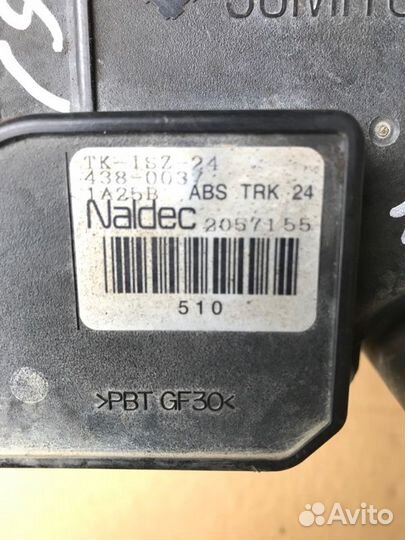 TK-1SZ-24
438-0037
1A25B ABS TRK 24
Naldec 2057155
510
>PBT GF30<
Avito